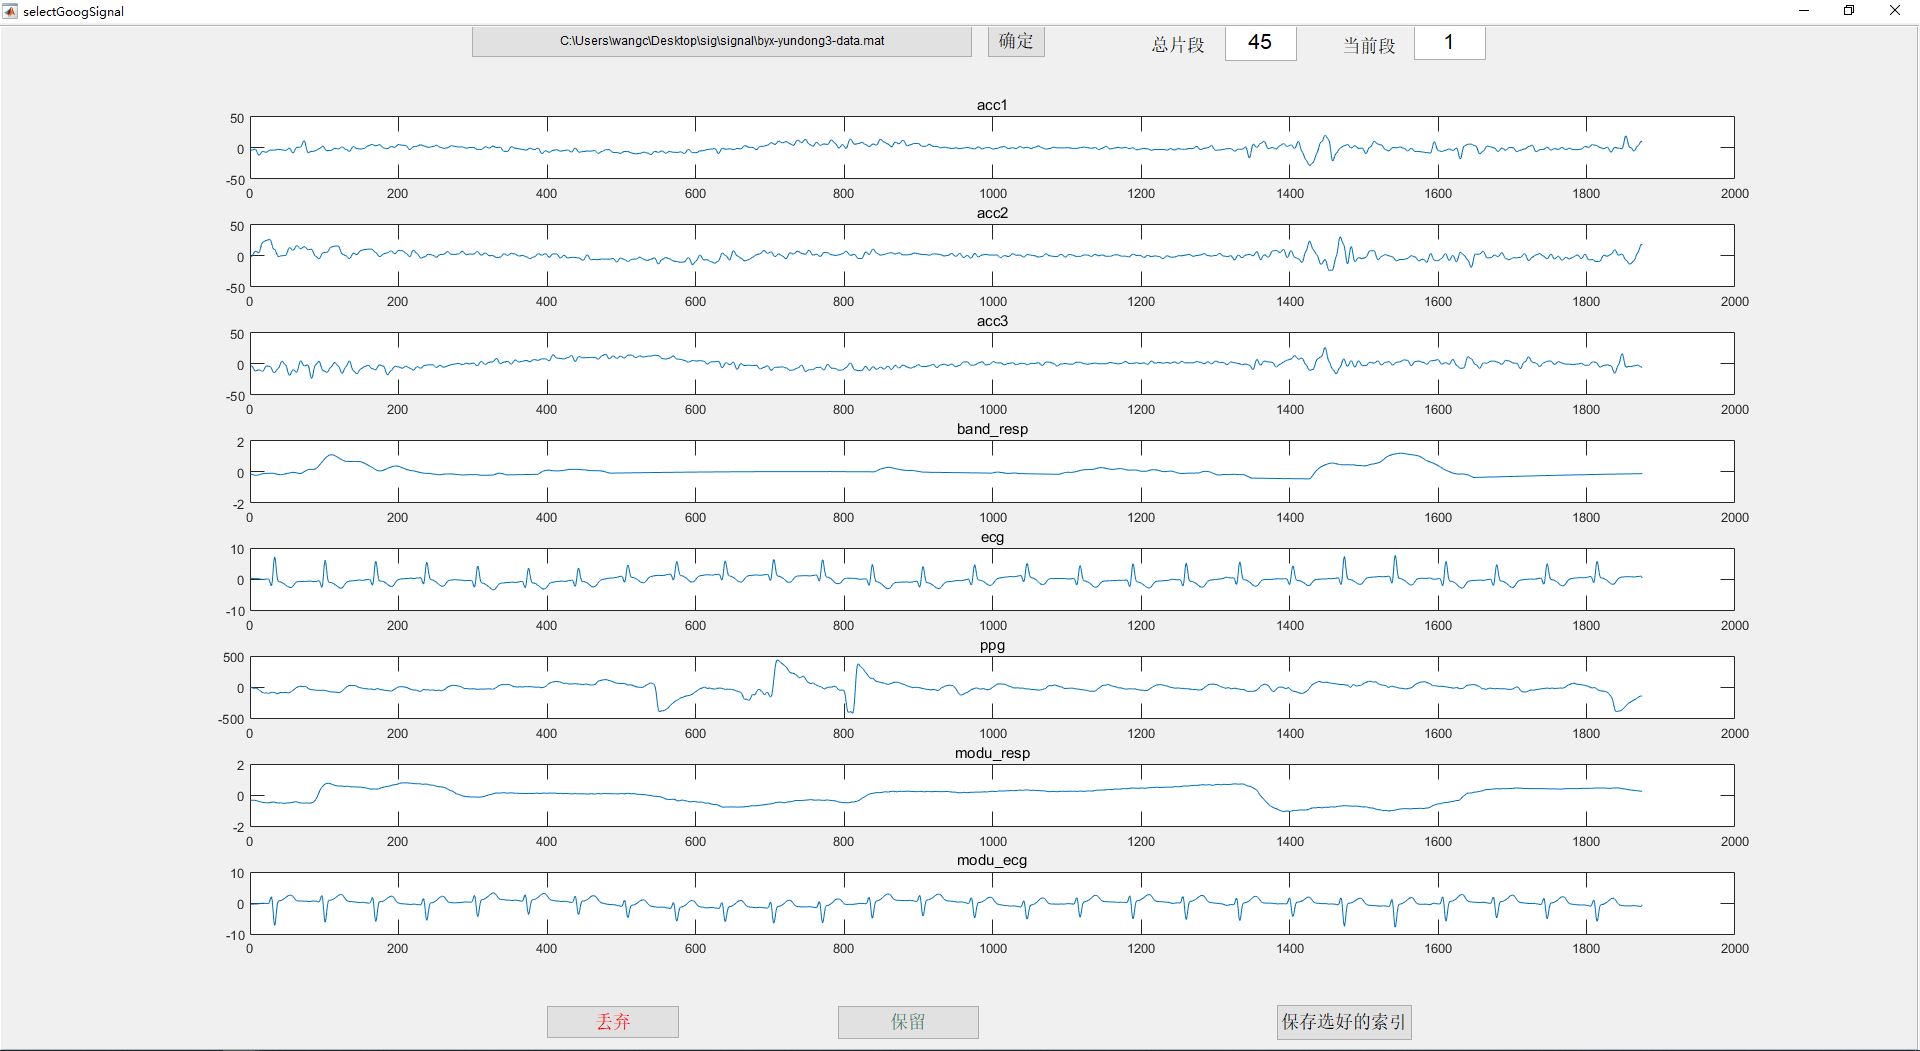 selectGoogSignal
C:\Users\wangc\Desktop\sig\signal\byx-yundong3-data.mat 确定 总片段 45 当前段 1
acc1
50
0
-50
0 200 400 600 800 1000 1200 1400 1600 1800 2000
acc2
50
0
-50
0 200 400 600 800 1000 1200 1400 1600 1800 2000
acc3
50
0
-50
0 200 400 600 800 1000 1200 1400 1600 1800 2000
band_resp
2
0
-2
0 200 400 600 800 1000 1200 1400 1600 1800 2000
ecg
10
0
-10
0 200 400 600 800 1000 1200 1400 1600 1800 2000
ppg
500
0
-500
0 200 400 600 800 1000 1200 1400 1600 1800 2000
modu_resp
2
0
-2
0 200 400 600 800 1000 1200 1400 1600 1800 2000
modu_ecg
10
0
-10
0 200 400 600 800 1000 1200 1400 1600 1800 2000
丢弃 保留 保存选好的索引